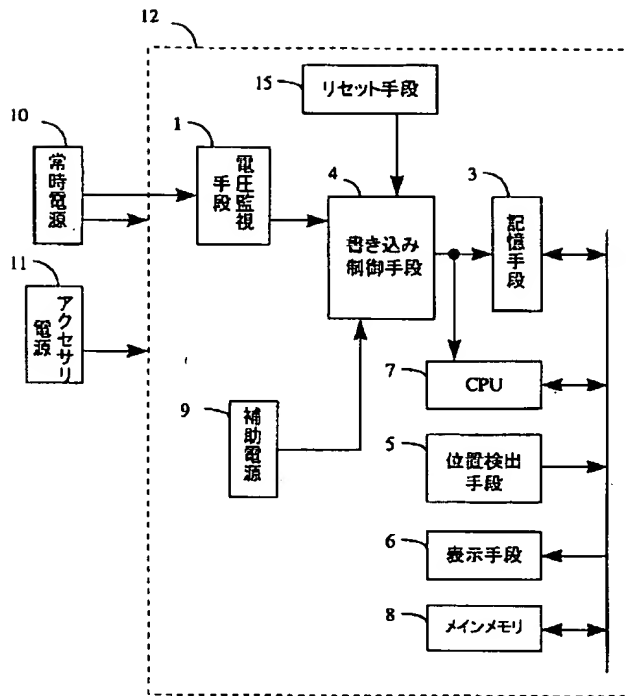 12
15
リセット手段
10
常時電源
1
電圧監視
手段
4
書き込み
制御手段
3
記憶手段
11
アクセサリ
電源
7
CPU
9
補助電源
5
位置検出
手段
6
表示手段
8
メインメモリ